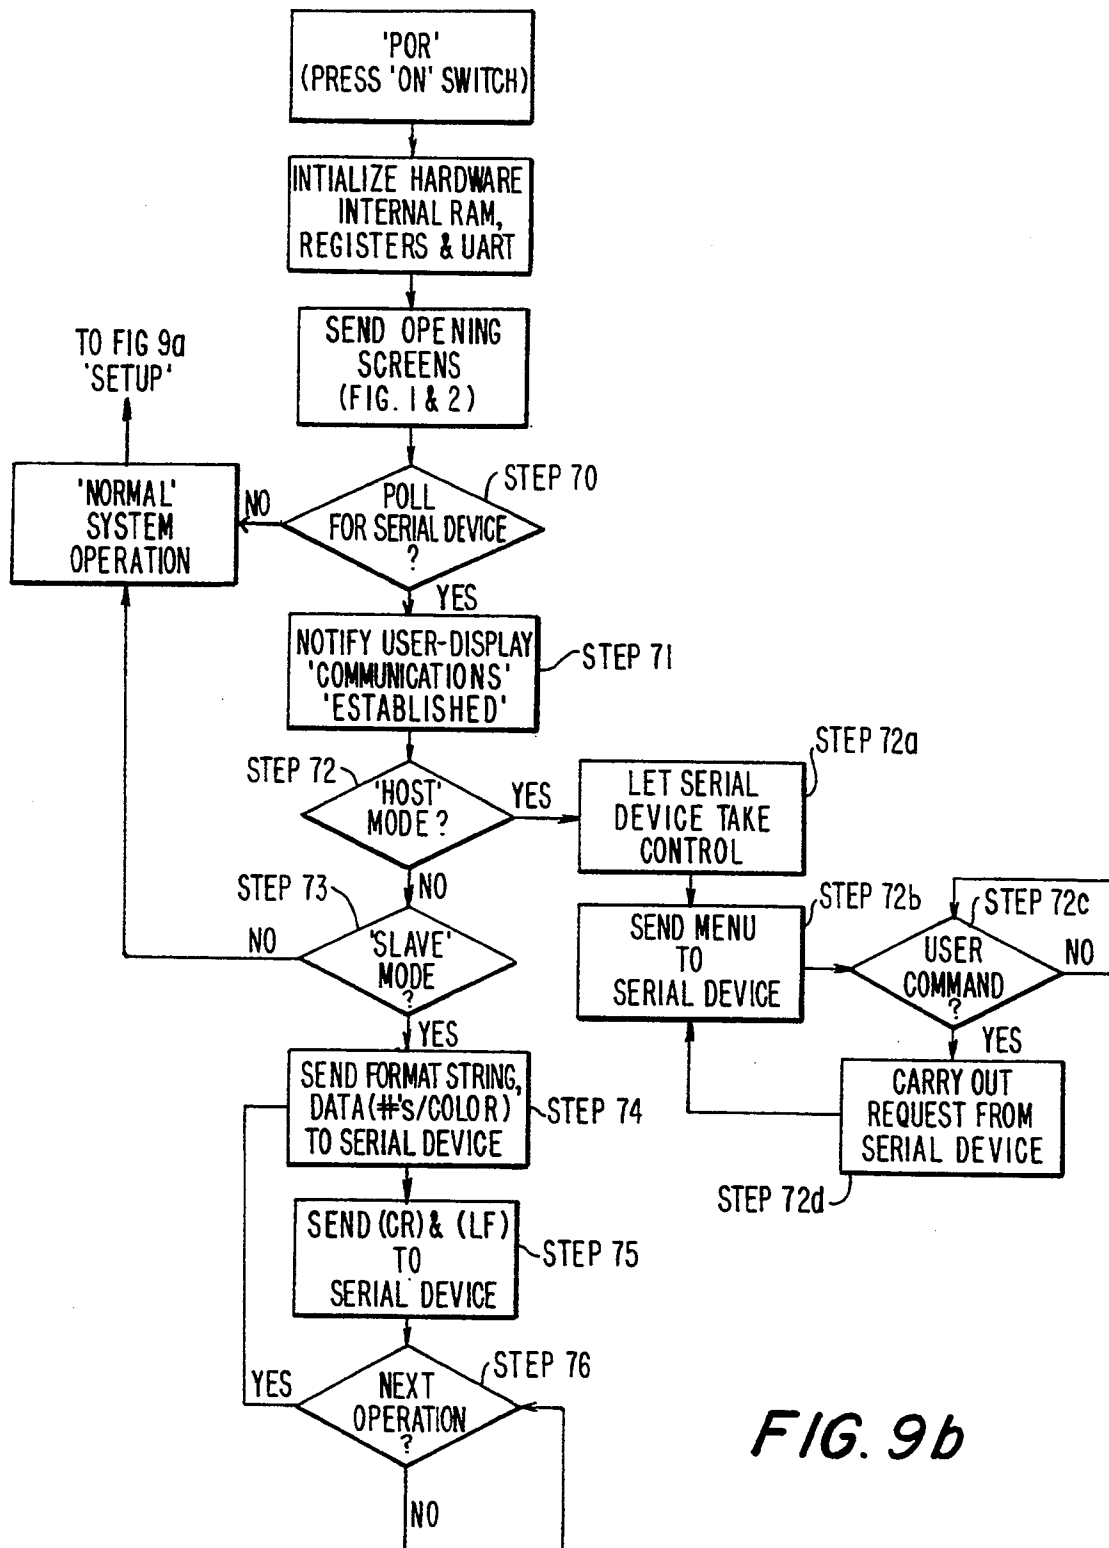 'POR'
(PRESS 'ON' SWITCH)
INTIALIZE HARDWARE
INTERNAL RAM,
REGISTERS & UART
SEND OPENING
SCREENS
(FIG. 1 & 2)
TO FIG 9a
'SETUP'
'NORMAL'
SYSTEM
OPERATION
NO
POLL
FOR SERIAL DEVICE
?
STEP 70
YES
NOTIFY USER-DISPLAY
'COMMUNICATIONS'
'ESTABLISHED'
STEP 71
STEP 72
'HOST'
MODE?
YES
LET SERIAL
DEVICE TAKE
CONTROL
STEP 72a
NO
STEP 73
'SLAVE'
MODE
?
NO
YES
SEND MENU
TO
SERIAL DEVICE
STEP 72b
USER
COMMAND
?
STEP 72c
NO
YES
CARRY OUT
REQUEST FROM
SERIAL DEVICE
STEP 72d
SEND FORMAT STRING,
DATA(#'s/COLOR)
TO SERIAL DEVICE
STEP 74
SEND (CR) & (LF)
TO
SERIAL DEVICE
STEP 75
NEXT
OPERATION
?
STEP 76
YES
NO
FIG. 9b